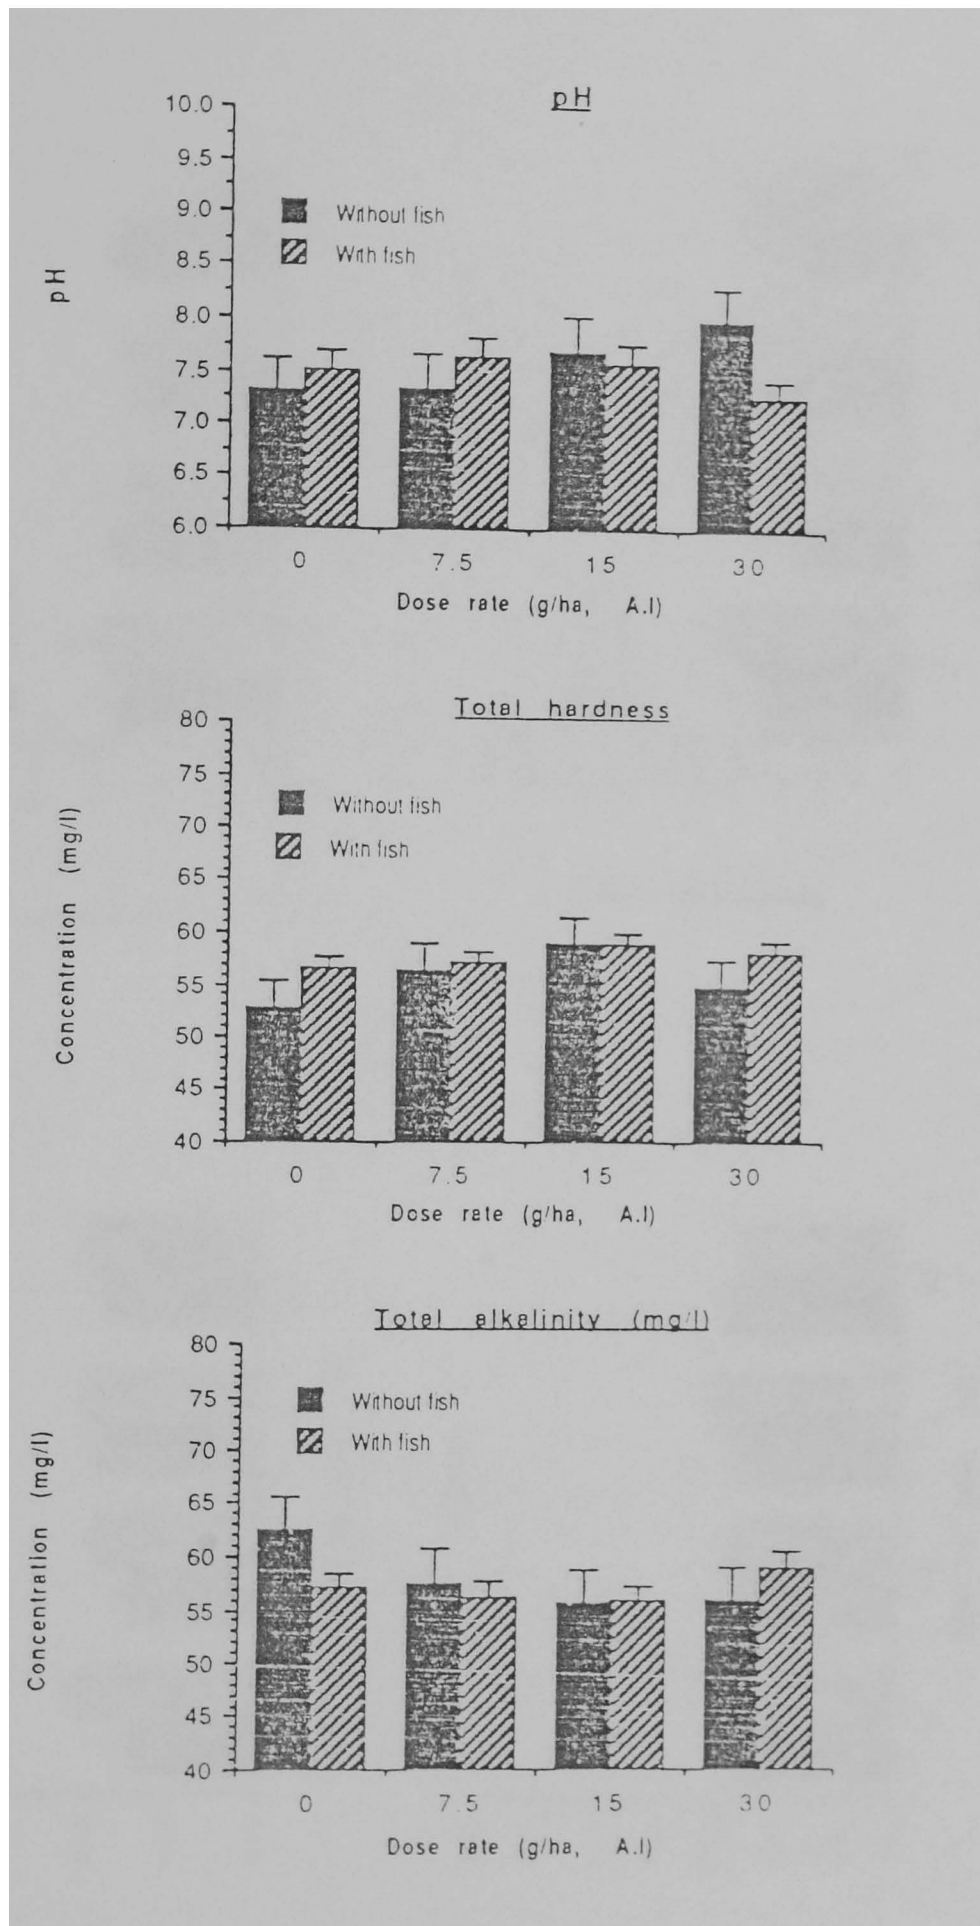 pH
10.0
9.5
9.0
8.5
8.0
7.5
7.0
6.5
6.0
pH
Without fish
With fish
0 7.5 15 30
Dose rate (g/ha, A.I)
Total hardness
80
75
70
65
60
55
50
45
40
Concentration (mg/l)
Without fish
With fish
0 7.5 15 30
Dose rate (g/ha, A.I)
Total alkalinity (mg/l)
80
75
70
65
60
55
50
45
40
Concentration (mg/l)
Without fish
With fish
0 7.5 15 30
Dose rate (g/ha, A.I)